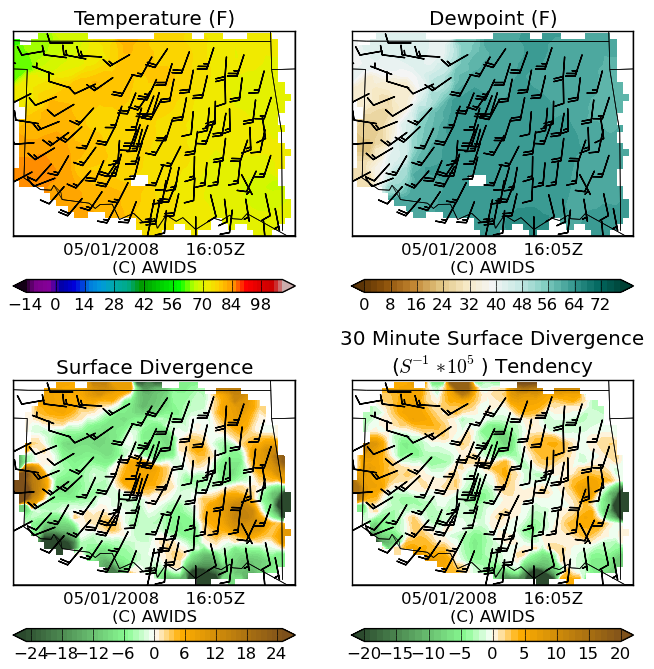 Temperature (F)
Dewpoint (F)
05/01/2008 16:05Z
05/01/2008 16:05Z
(C) AWIDS
(C) AWIDS
−14 0 14 28 42 56 70 84 98
0 8 16 24 32 40 48 56 64 72
Surface Divergence
30 Minute Surface Divergence
(S⁻¹ *10⁵ ) Tendency
05/01/2008 16:05Z
05/01/2008 16:05Z
(C) AWIDS
(C) AWIDS
−24 −18 −12 −6 0 6 12 18 24
−20 −15 −10 −5 0 5 10 15 20